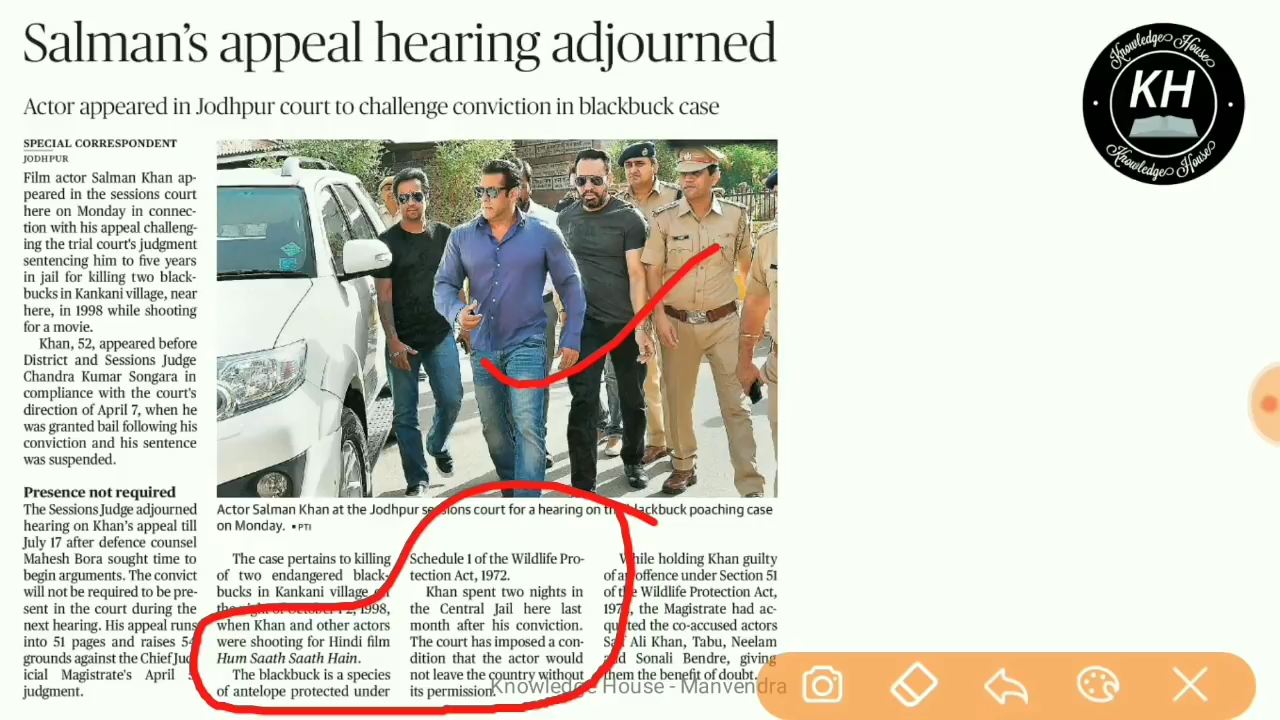 Salman's appeal hearing adjourned
Actor appeared in Jodhpur court to challenge conviction in blackbuck case
SPECIAL CORRESPONDENT
JODHPUR
Film actor Salman Khan ap-
peared in the sessions court
here on Monday in connec-
tion with his appeal challeng-
ing the trial court's judgment
sentencing him to five years
in jail for killing two black-
bucks in Kankani village, near
here, in 1998 while shooting
for a movie.
Khan, 52, appeared before
District and Sessions Judge
Chandra Kumar Songara in
compliance with the court's
direction of April 7, when he
was granted bail following his
conviction and his sentence
was suspended.
Presence not required
The Sessions Judge adjourned
hearing on Khan's appeal till
July 17 after defence counsel
Mahesh Bora sought time to
begin arguments. The convict
will not be required to be pre-
sent in the court during the
next hearing. His appeal runs
into 51 pages and raises
grounds against the Chief
icial Magistrate's April
judgment.
Actor Salman Khan at the Jodhpur sessions court for a hearing on the blackbuck poaching case
on Monday. • PTI
The case pertains to killing
of two endangered black-
bucks in Kankani village
the night of October 1-2, 1998,
when Khan and other actors
were shooting for Hindi film
Hum Saath Saath Hain.
The blackbuck is a species
of antelope protected under
Schedule 1 of the Wildlife Pro-
tection Act, 1972.
Khan spent two nights in
the Central Jail here last
month after his conviction.
The court has imposed a con-
dition that the actor would
not leave the country without
its permission.
While holding Khan guilty
of an offence under Section 51
of the Wildlife Protection Act,
the Magistrate had ac-
quitted the co-accused actors
Saif Ali Khan, Tabu, Neelam
and Sonali Bendre, giving
them the benefit of doubt.
Knowledge House
KH
Knowledge House
Knowledge House - Manvendra